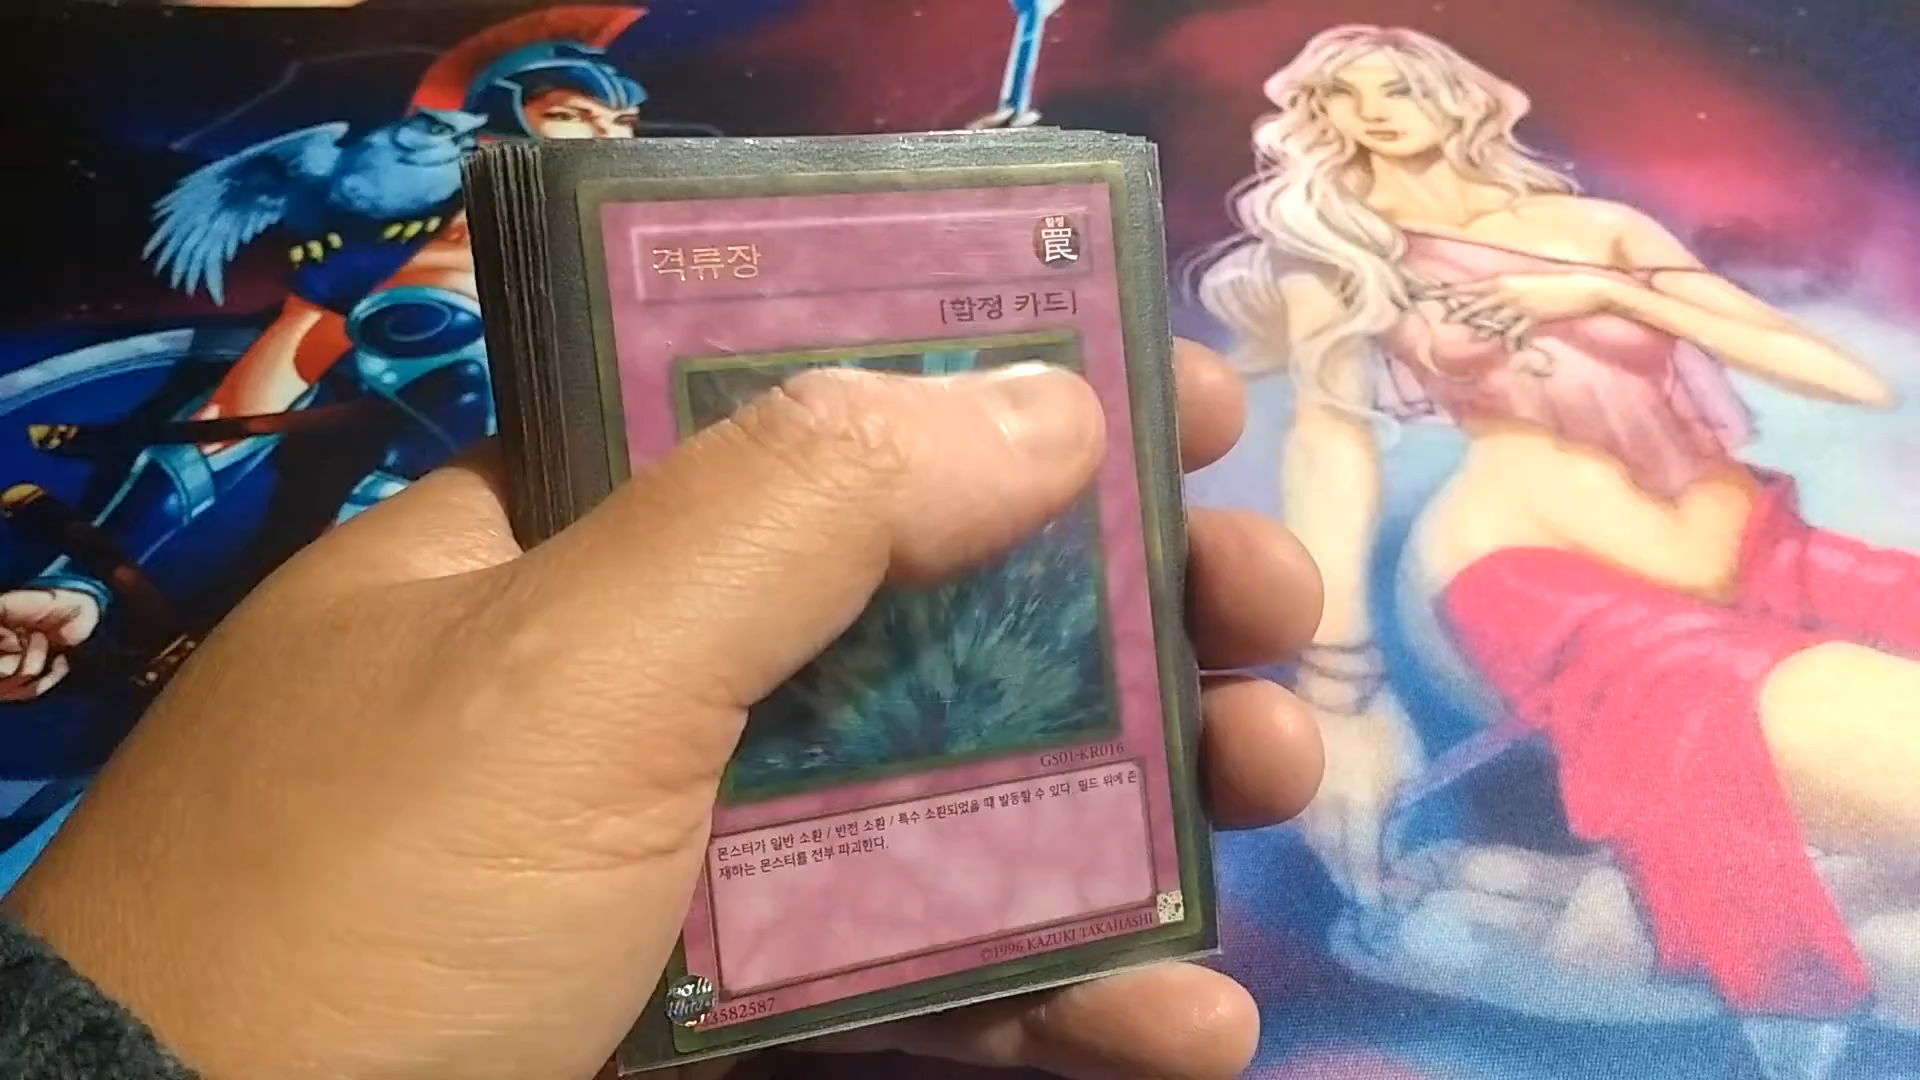 격류장
함정
罠
[함정 카드]
GS01-KR016
몬스터가 일반 소환 / 반전 소환 / 특수 소환되었을 때 발동할 수 있다. 필드 위에 존
재하는 몬스터를 전부 파괴한다.
©1996 KAZUKI TAKAHASHI
3582587